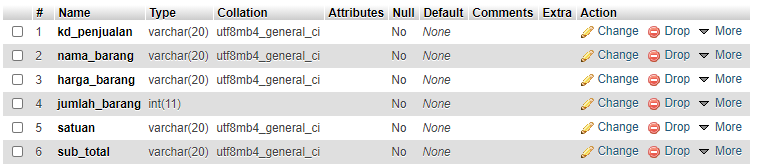 # Name Type Collation Attributes Null Default Comments Extra Action
1 kd_penjualan varchar(20) utf8mb4_general_ci No None Change Drop More
2 nama_barang varchar(20) utf8mb4_general_ci No None Change Drop More
3 harga_barang varchar(20) utf8mb4_general_ci No None Change Drop More
4 jumlah_barang int(11) No None Change Drop More
5 satuan varchar(20) utf8mb4_general_ci No None Change Drop More
6 sub_total varchar(20) utf8mb4_general_ci No None Change Drop More